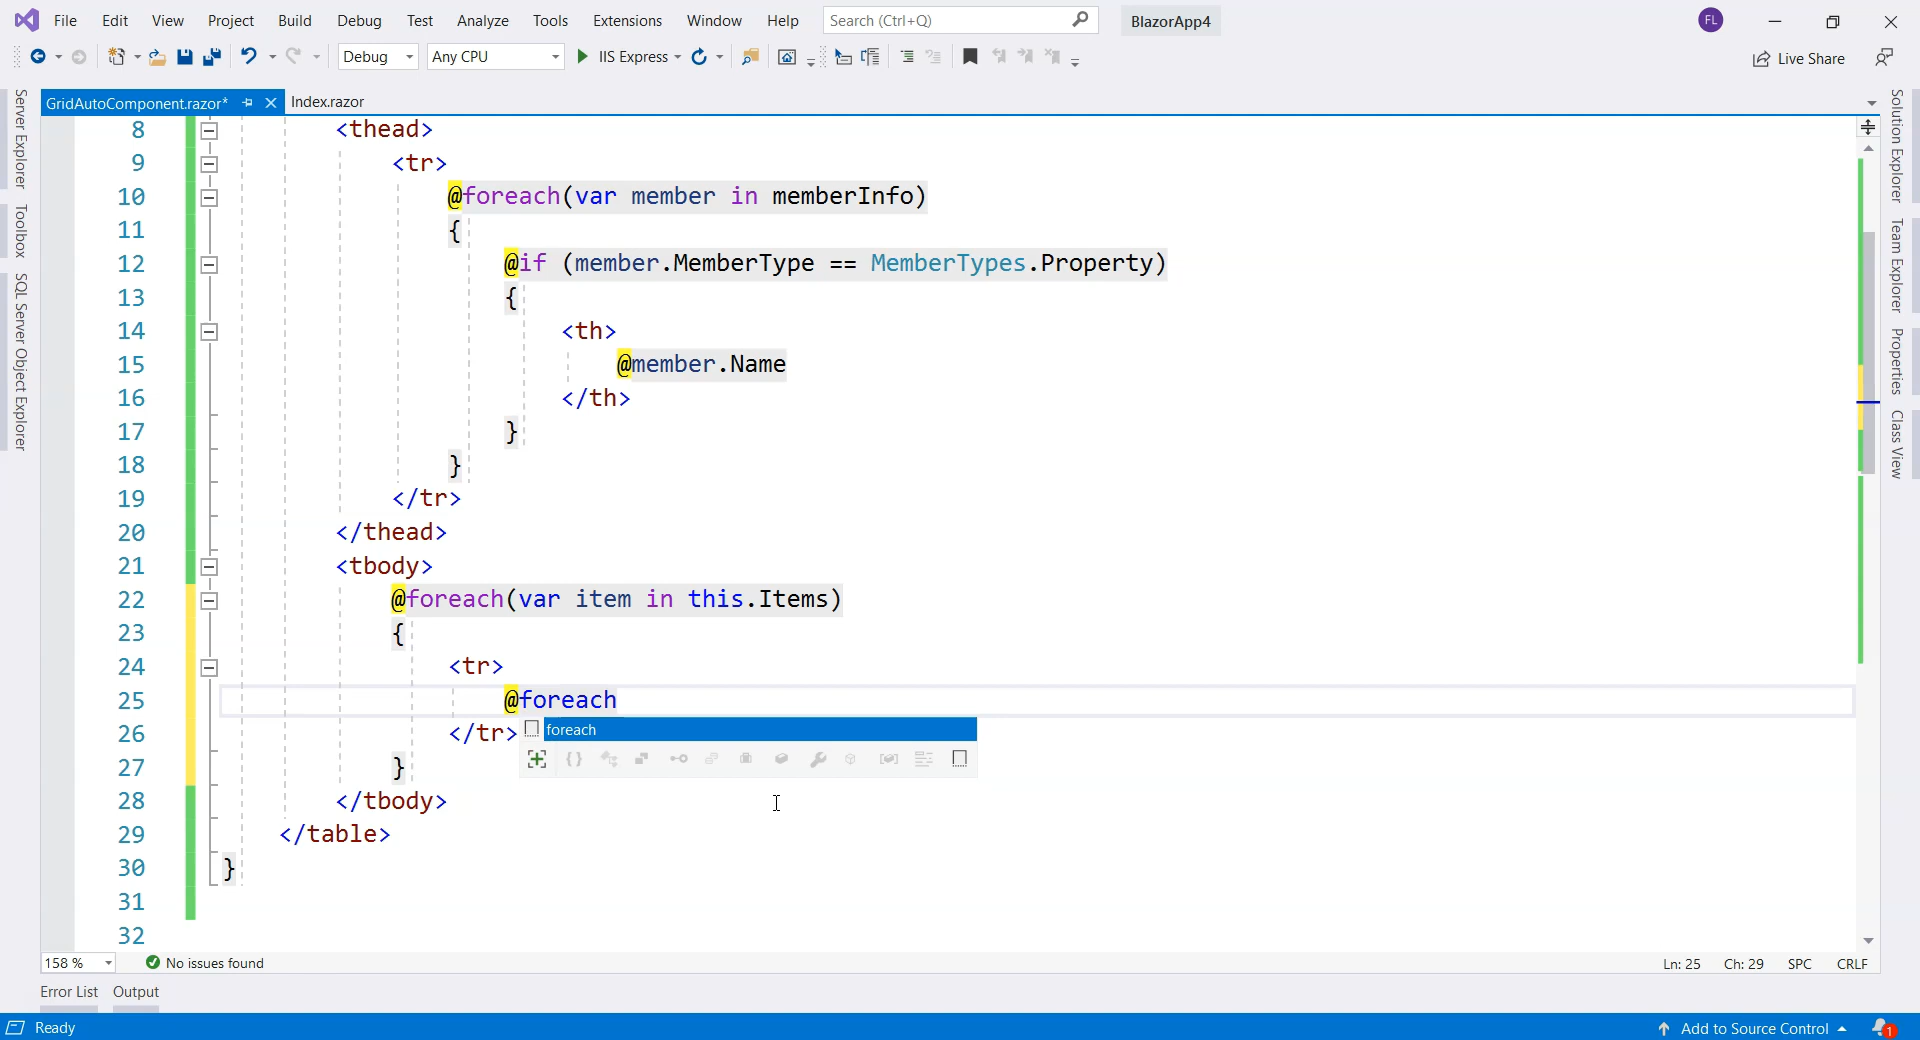 File Edit View Project Build Debug Test Analyze Tools Extensions Window Help Search (Ctrl+Q) BlazorApp4 FL
Debug Any CPU IIS Express Live Share
GridAutoComponent.razor* Index.razor
Server Explorer
Toolbox
SQL Server Object Explorer
8 <thead>
9 <tr>
10 @foreach(var member in memberInfo)
11 {
12 @if (member.MemberType == MemberTypes.Property)
13 {
14 <th>
15 @member.Name
16 </th>
17 }
18 }
19 </tr>
20 </thead>
21 <tbody>
22 @foreach(var item in this.Items)
23 {
24 <tr>
25 @foreach
foreach
26 </tr>
27 }
28 </tbody>
29 </table>
30 }
31
32
Solution Explorer
Team Explorer
Properties
Class View
158 % No issues found Ln: 25 Ch: 29 SPC CRLF
Error List Output
Ready Add to Source Control 1